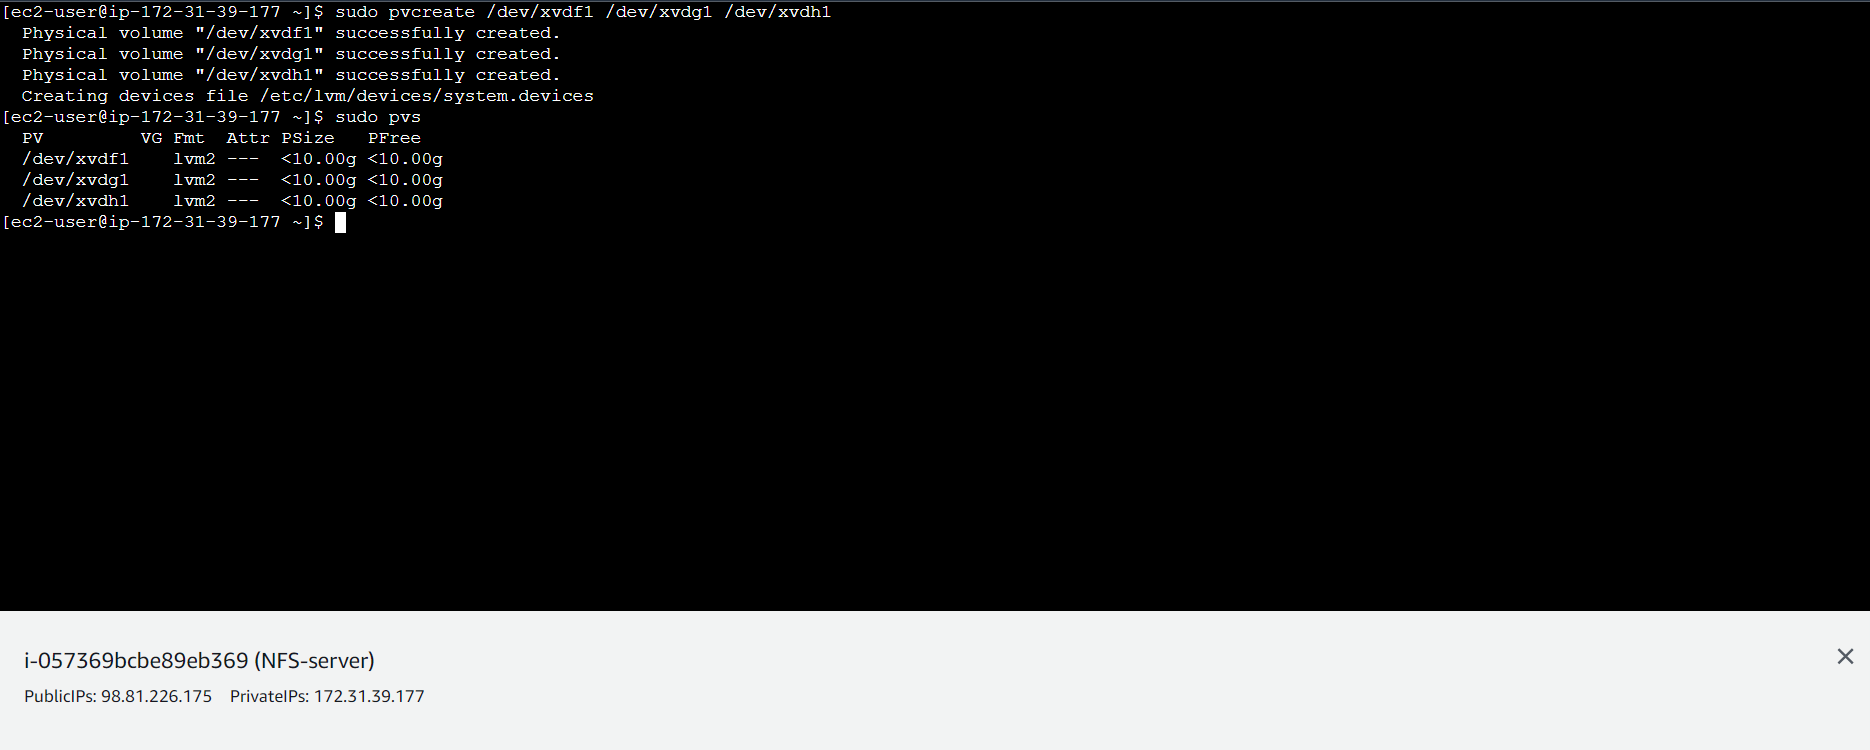 [ec2-user@ip-172-31-39-177 ~]$ sudo pvcreate /dev/xvdf1 /dev/xvdg1 /dev/xvdh1
  Physical volume "/dev/xvdf1" successfully created.
  Physical volume "/dev/xvdg1" successfully created.
  Physical volume "/dev/xvdh1" successfully created.
  Creating devices file /etc/lvm/devices/system.devices
[ec2-user@ip-172-31-39-177 ~]$ sudo pvs
  PV         VG Fmt  Attr PSize   PFree
  /dev/xvdf1    lvm2 ---  <10.00g <10.00g
  /dev/xvdg1    lvm2 ---  <10.00g <10.00g
  /dev/xvdh1    lvm2 ---  <10.00g <10.00g
[ec2-user@ip-172-31-39-177 ~]$
i-057369bcbe89eb369 (NFS-server)
PublicIPs: 98.81.226.175    PrivateIPs: 172.31.39.177